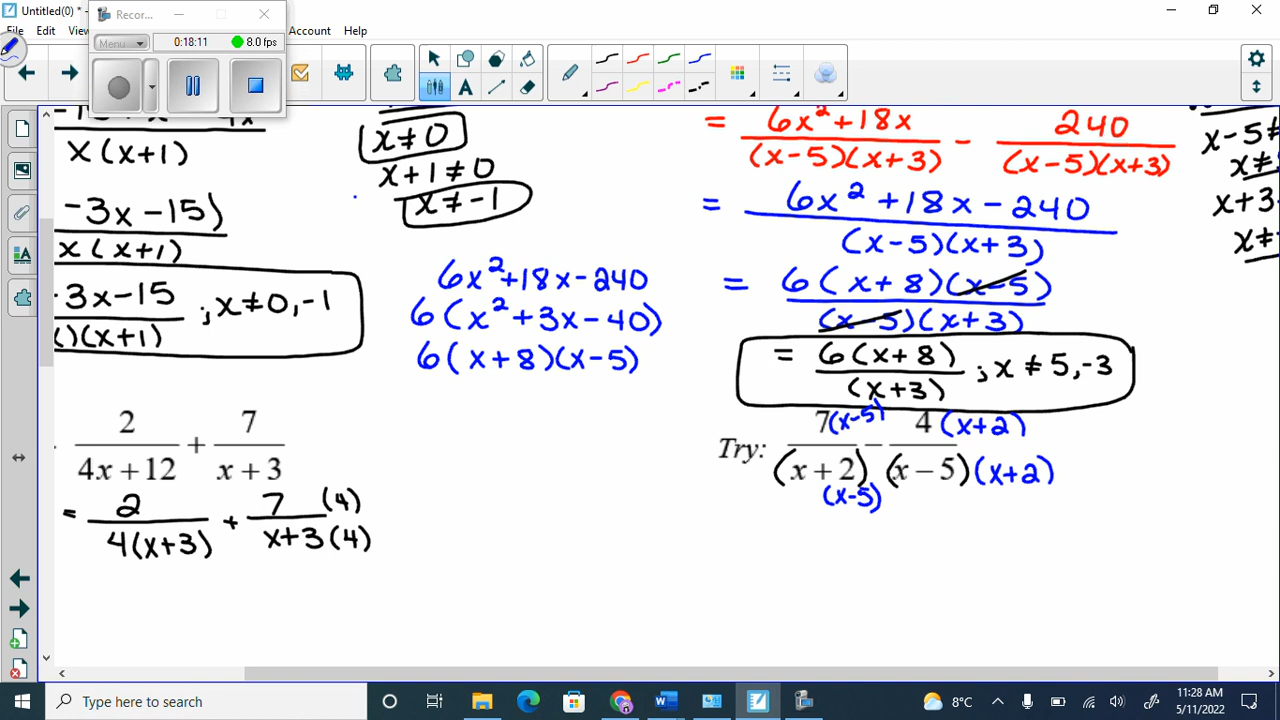 Untitled(0) *
Recor...
File Edit Account Help
Menu 0:18:11 8.0 fps
x(x+1)
-3x-15)
x(x+1)
-3x-15 ; x≠0,-1
)(x+1)
x≠0
x+1≠0
x≠-1
6x²+18x-240
6(x²+3x-40)
6(x+8)(x-5)
= 6x²+18x / (x-5)(x+3) - 240 / (x-5)(x+3)
= 6x²+18x-240 / (x-5)(x+3)
= 6(x+8)(x-5) / (x-5)(x+3)
= 6(x+8) / (x+3) ; x≠5,-3
x-5≠
x≠
x+3
x≠
2 / 4x+12 + 7 / x+3
= 2 / 4(x+3) + 7(4) / x+3(4)
Try: 7(x-5) / (x+2)(x-5) - 4(x+2) / (x-5)(x+2)
Type here to search
8°C
11:28 AM
5/11/2022